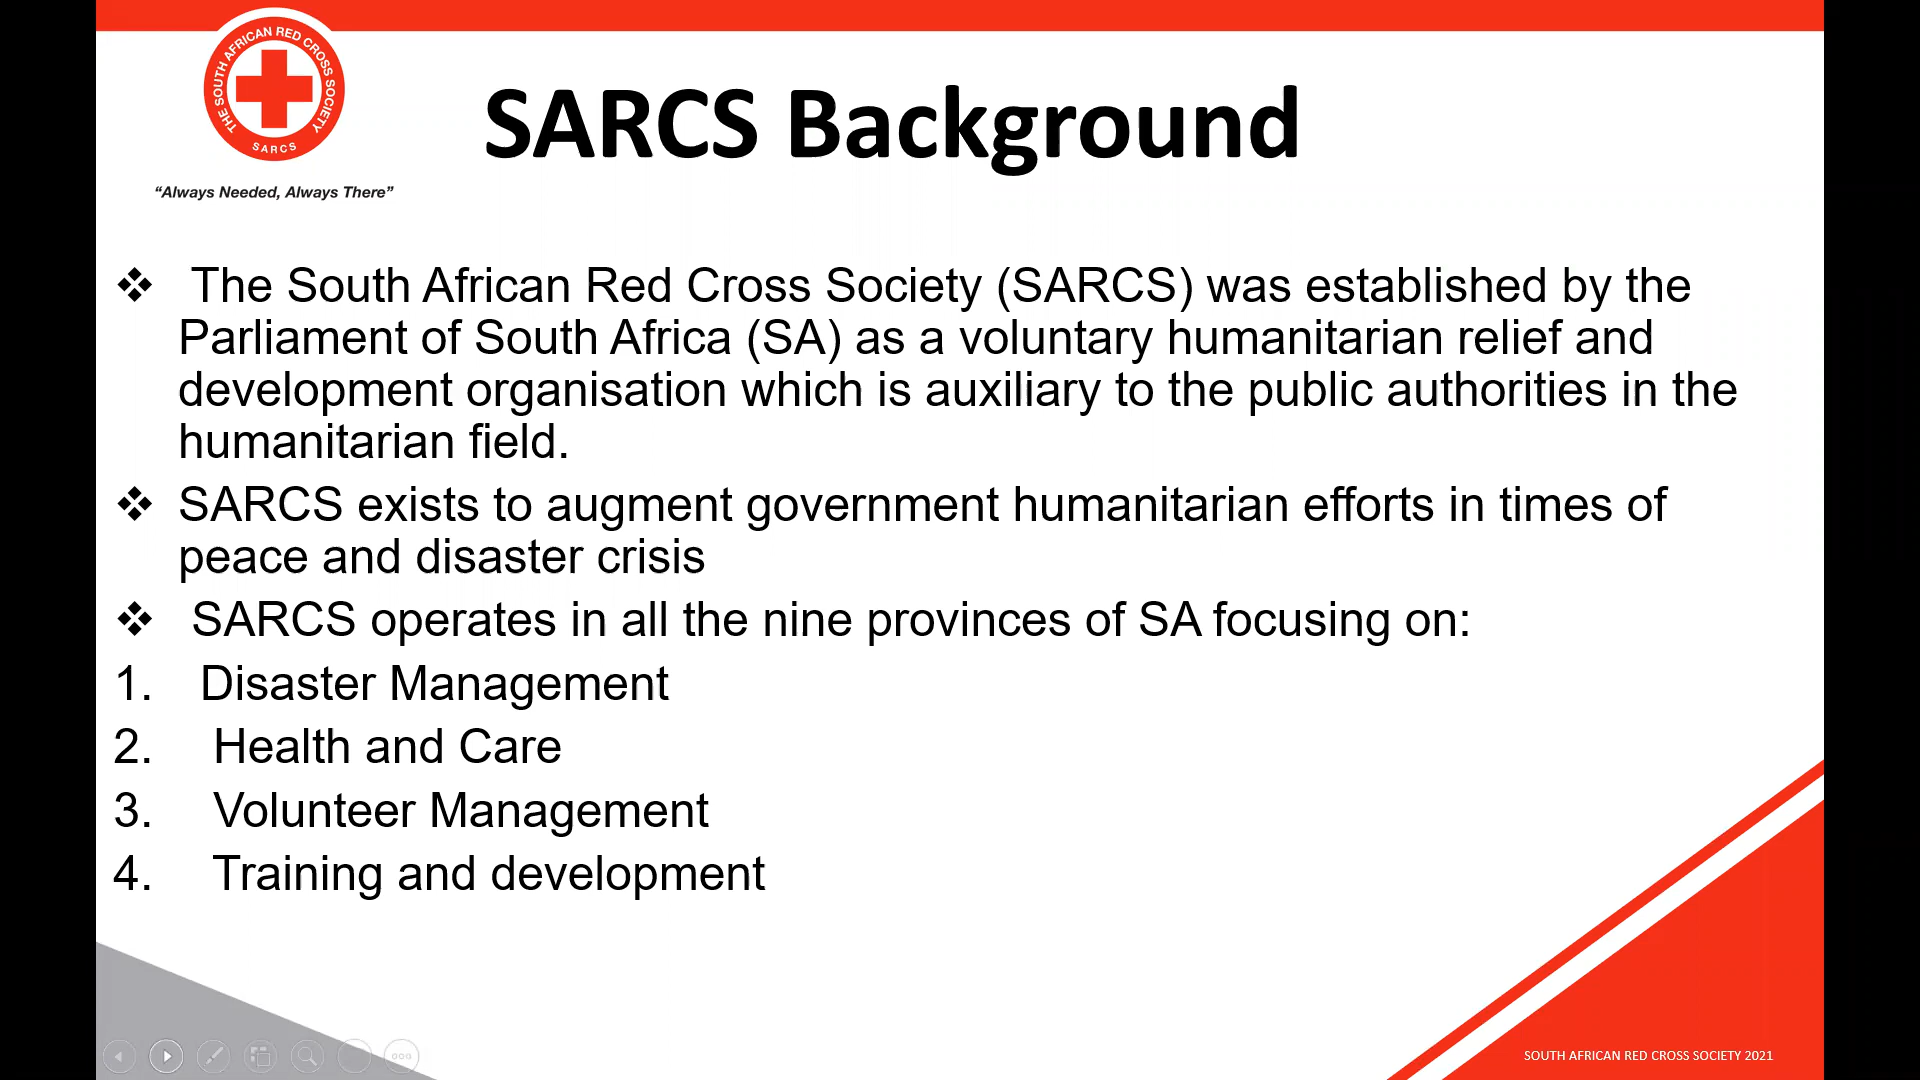 THE SOUTH AFRICAN RED CROSS SOCIETY
SARCS
“Always Needed, Always There”
SARCS Background
❖ The South African Red Cross Society (SARCS) was established by the
Parliament of South Africa (SA) as a voluntary humanitarian relief and
development organisation which is auxiliary to the public authorities in the
humanitarian field.
❖ SARCS exists to augment government humanitarian efforts in times of
peace and disaster crisis
❖ SARCS operates in all the nine provinces of SA focusing on:
1. Disaster Management
2. Health and Care
3. Volunteer Management
4. Training and development
SOUTH AFRICAN RED CROSS SOCIETY 2021